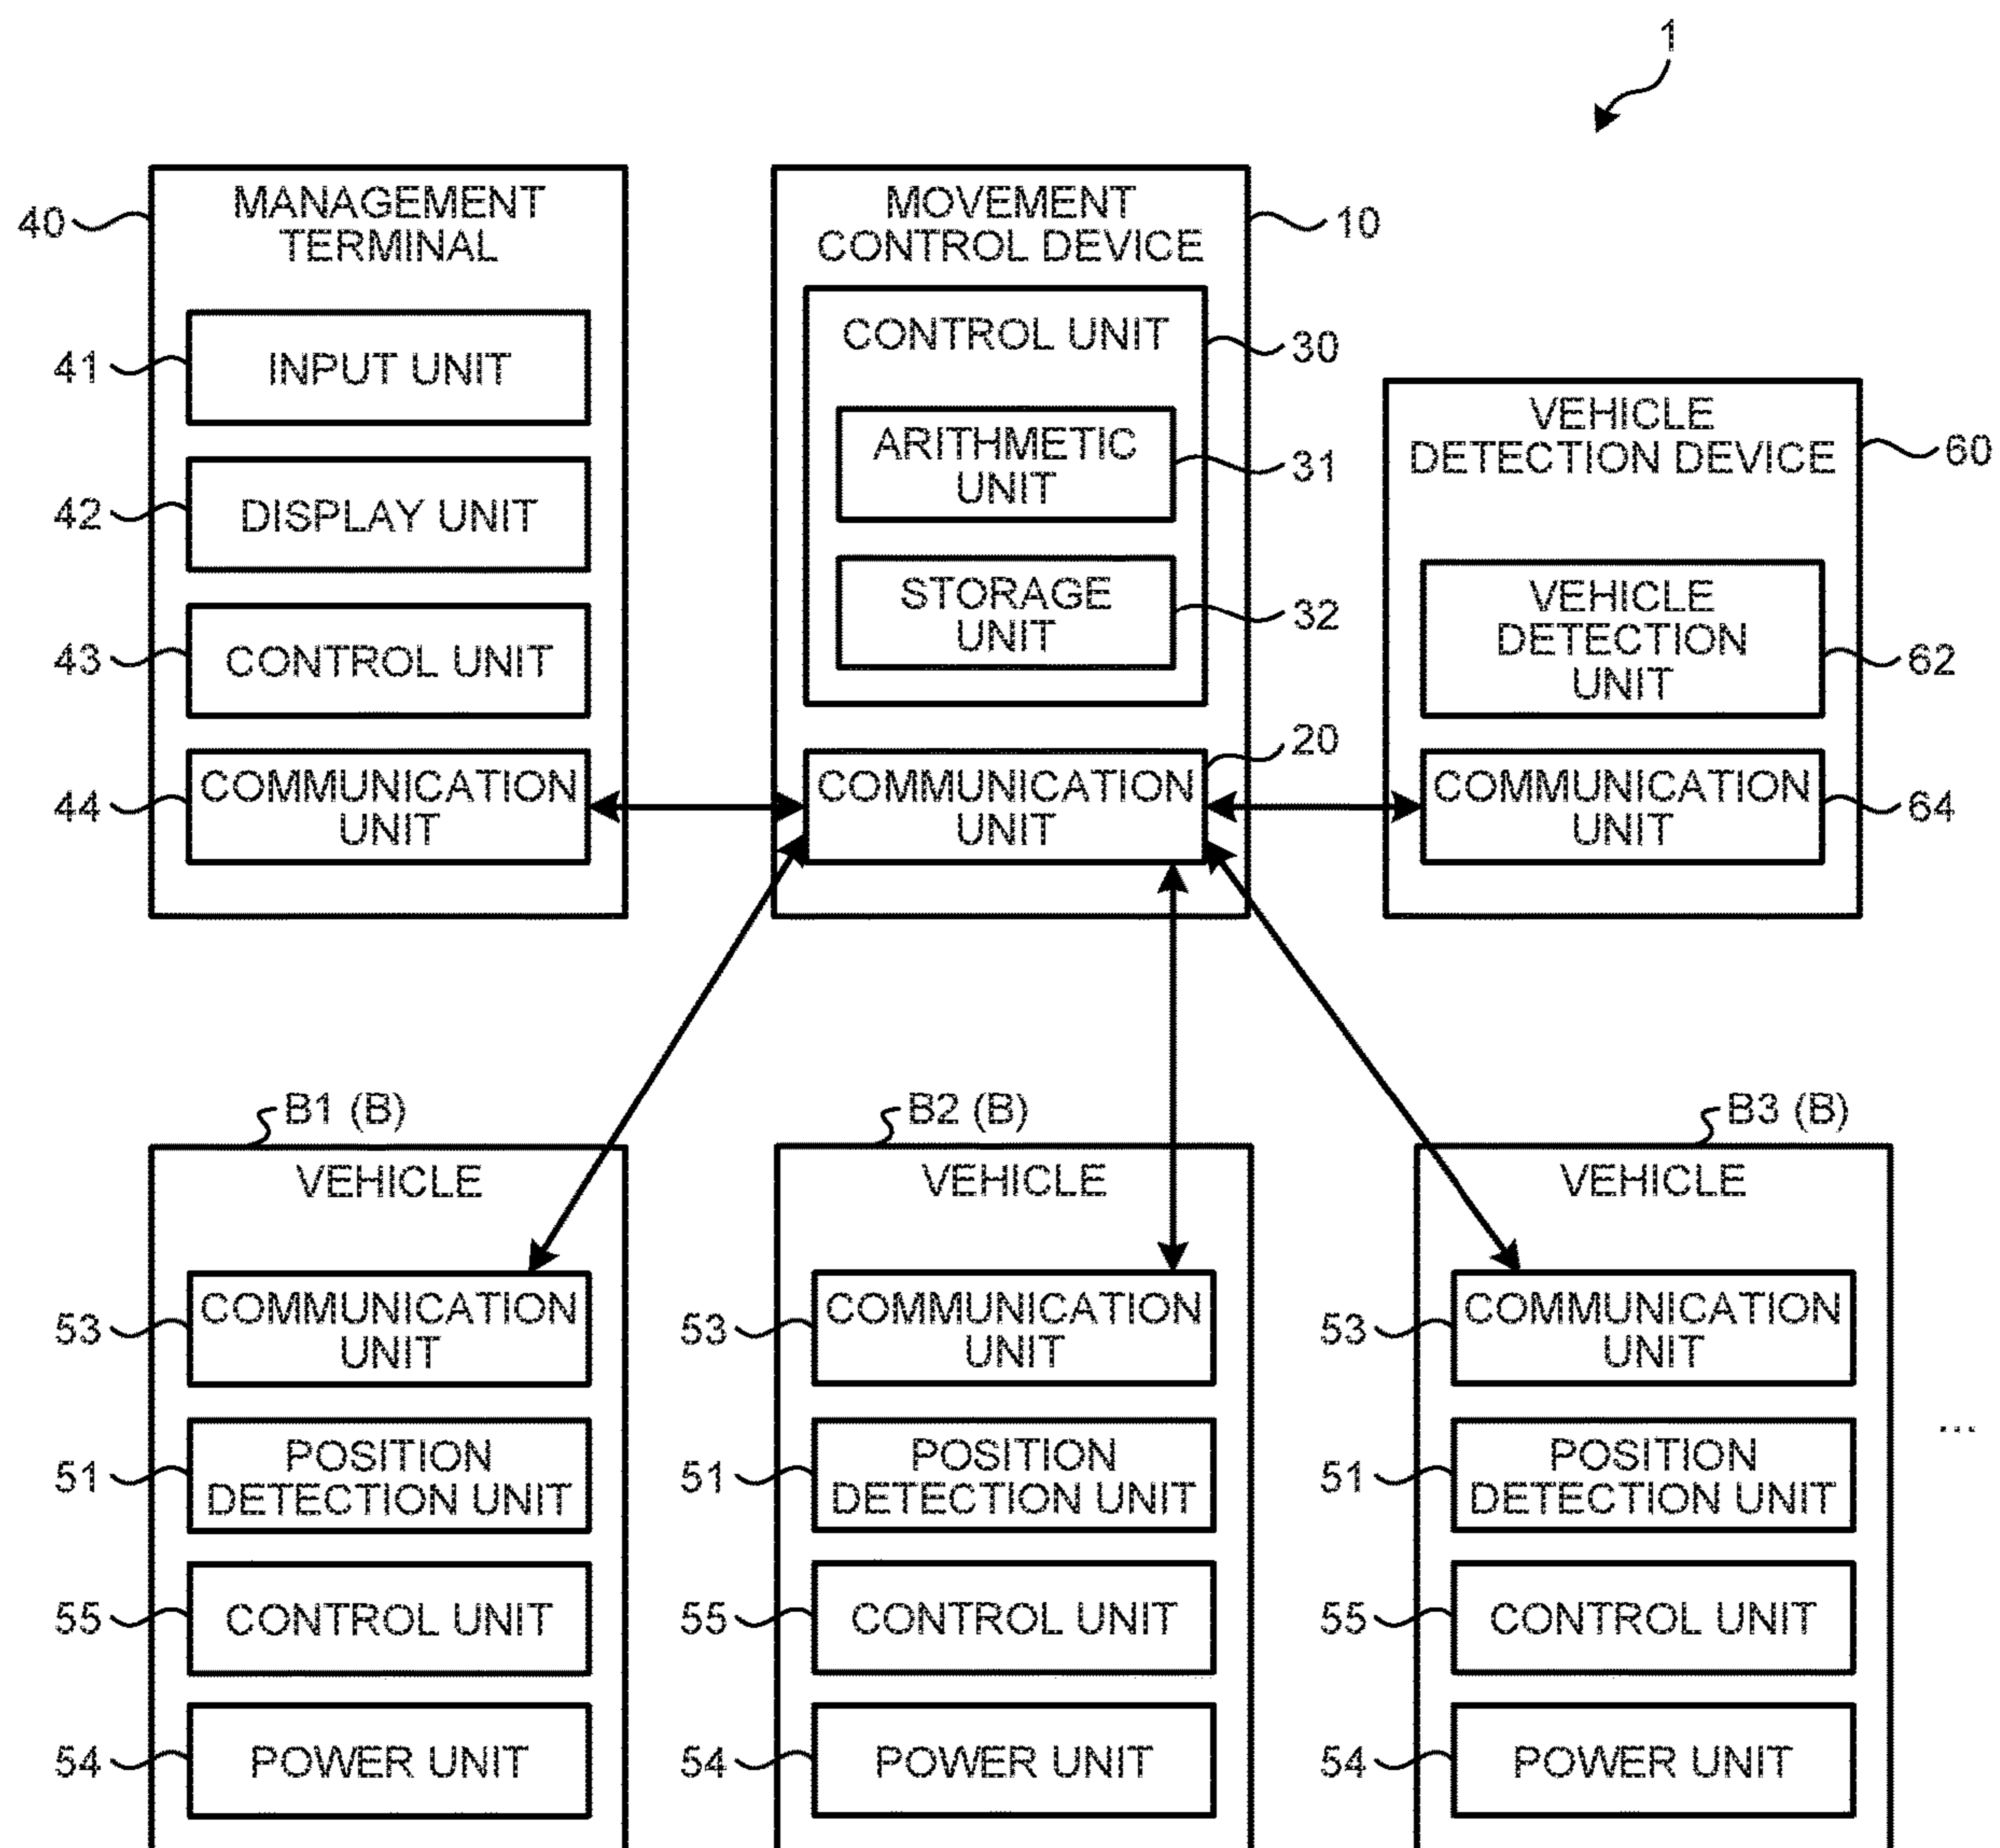 1
MANAGEMENT
TERMINAL
40
INPUT UNIT
41
DISPLAY UNIT
42
CONTROL UNIT
43
COMMUNICATION
UNIT
44
MOVEMENT
CONTROL DEVICE
10
CONTROL UNIT
30
ARITHMETIC
UNIT
31
STORAGE
UNIT
32
COMMUNICATION
UNIT
20
VEHICLE
DETECTION DEVICE
60
VEHICLE
DETECTION
UNIT
62
COMMUNICATION
UNIT
64
B1 (B)
VEHICLE
COMMUNICATION
UNIT
53
POSITION
DETECTION UNIT
51
CONTROL UNIT
55
POWER UNIT
54
B2 (B)
VEHICLE
COMMUNICATION
UNIT
53
POSITION
DETECTION UNIT
51
CONTROL UNIT
55
POWER UNIT
54
B3 (B)
VEHICLE
COMMUNICATION
UNIT
53
POSITION
DETECTION UNIT
51
CONTROL UNIT
55
POWER UNIT
54
...